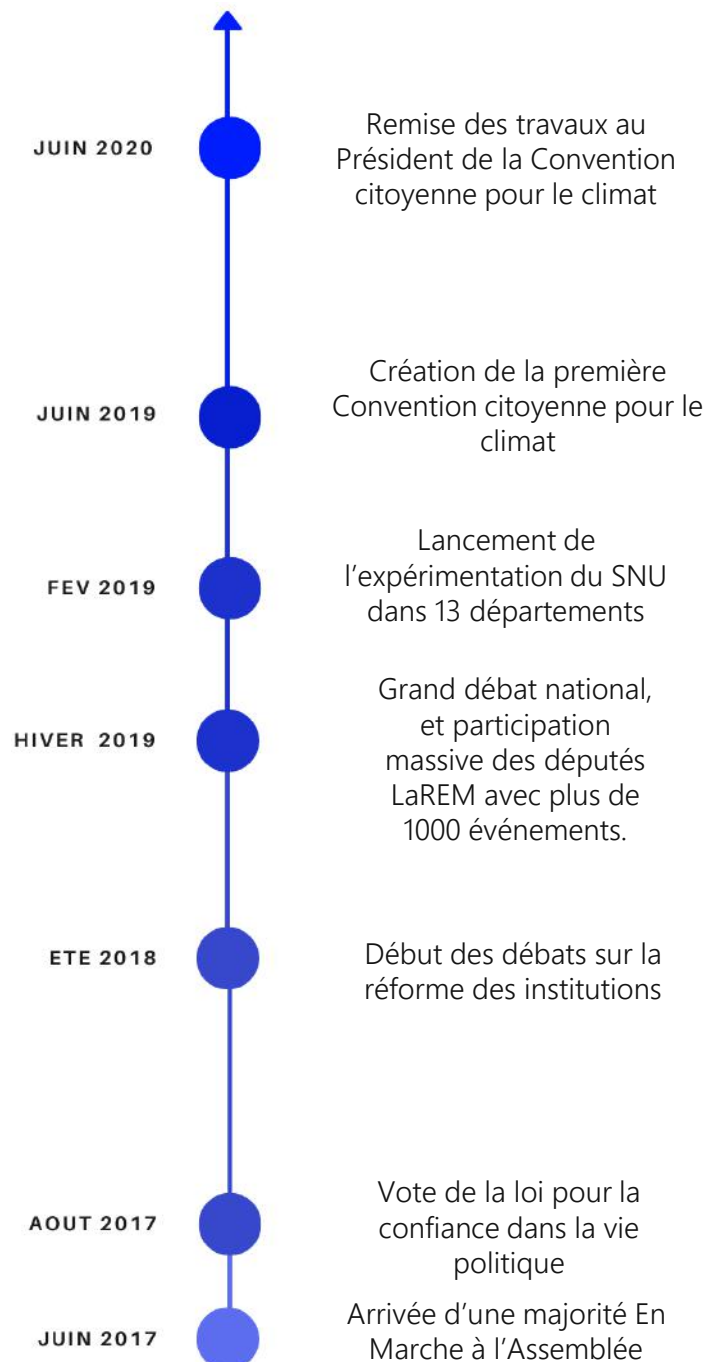 JUIN 2020
Remise des travaux au
Président de la Convention
citoyenne pour le climat
JUIN 2019
Création de la première
Convention citoyenne pour le
climat
FEV 2019
Lancement de
l'expérimentation du SNU
dans 13 départements
HIVER 2019
Grand débat national,
et participation
massive des députés
LaREM avec plus de
1000 événements.
ETE 2018
Début des débats sur la
réforme des institutions
AOUT 2017
Vote de la loi pour la
confiance dans la vie
politique
JUIN 2017
Arrivée d'une majorité En
Marche à l'Assemblée